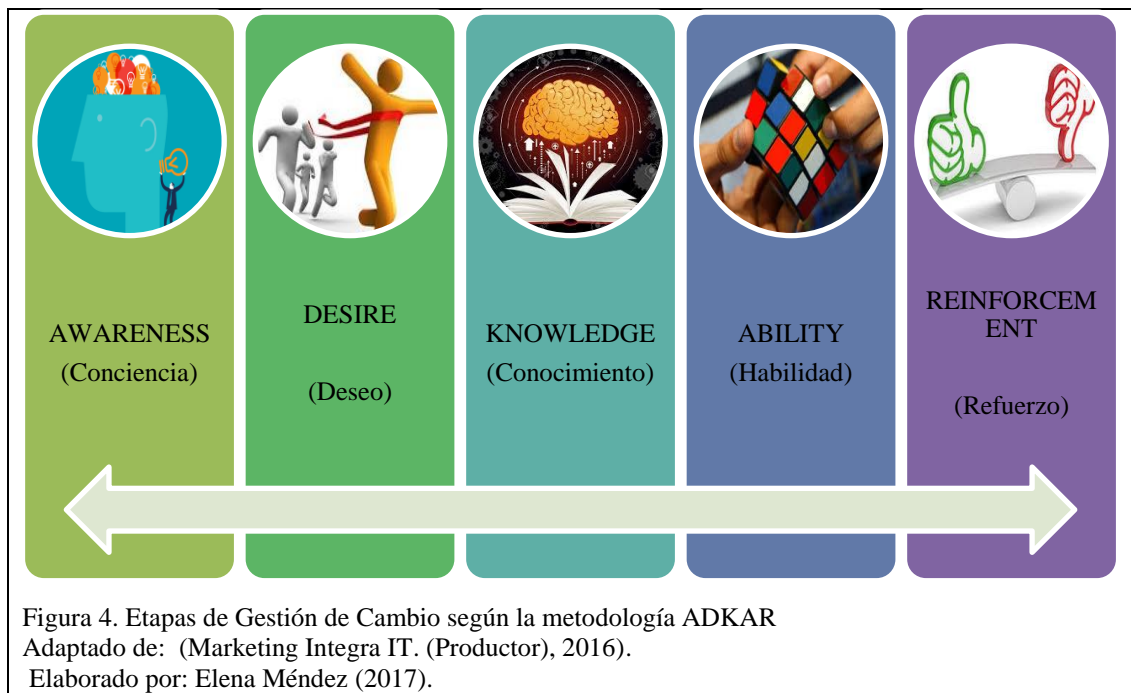 AWARENESS
(Conciencia)
DESIRE
(Deseo)
KNOWLEDGE
(Conocimiento)
ABILITY
(Habilidad)
REINFORCEM
ENT
(Refuerzo)
Figura 4. Etapas de Gestión de Cambio según la metodología ADKAR
Adaptado de: (Marketing Integra IT. (Productor), 2016).
Elaborado por: Elena Méndez (2017).